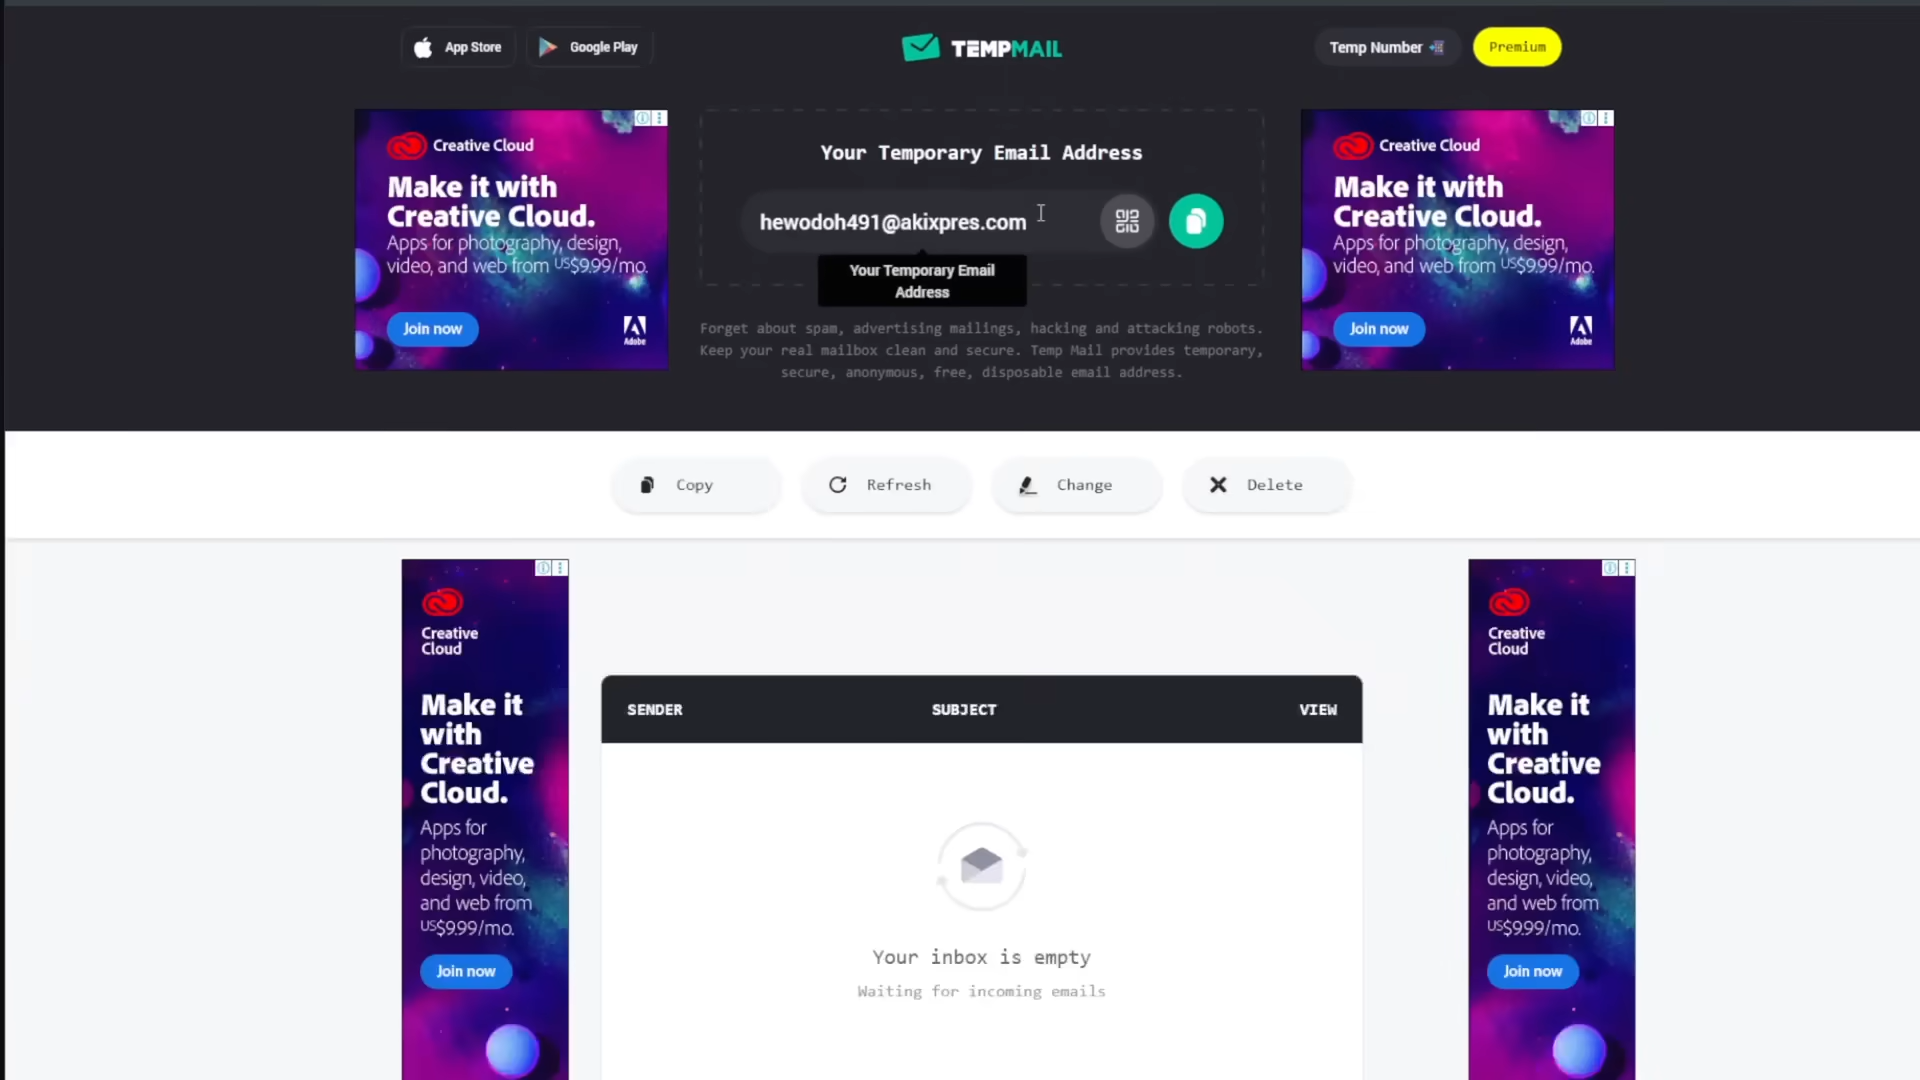 App Store
Google Play
TEMPMAIL
Temp Number
Premium
Creative Cloud
Make it with
Creative Cloud.
Apps for photography, design,
video, and web from US$9.99/mo.
Join now
Adobe
Your Temporary Email Address
hewodoh491@akixpres.com
Your Temporary Email
Address
Forget about spam, advertising mailings, hacking and attacking robots.
Keep your real mailbox clean and secure. Temp Mail provides temporary,
secure, anonymous, free, disposable email address.
Creative Cloud
Make it with
Creative Cloud.
Apps for photography, design,
video, and web from US$9.99/mo.
Join now
Adobe
Copy
Refresh
Change
Delete
Creative
Cloud
Make it
with
Creative
Cloud.
Apps for
photography,
design, video,
and web from
US$9.99/mo.
Join now
SENDER
SUBJECT
VIEW
Your inbox is empty
Waiting for incoming emails
Creative
Cloud
Make it
with
Creative
Cloud.
Apps for
photography,
design, video,
and web from
US$9.99/mo.
Join now